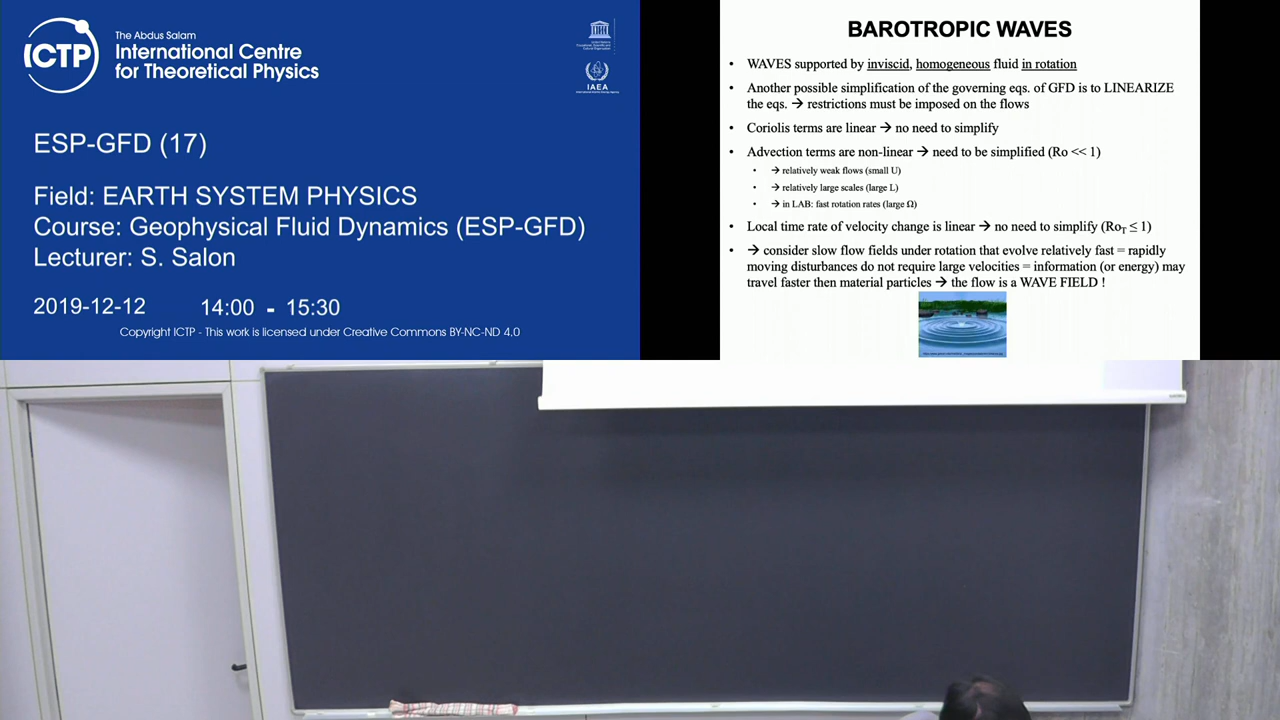 ICTP
The Abdus Salam
International Centre
for Theoretical Physics
IAEA
ESP-GFD (17)
Field: EARTH SYSTEM PHYSICS
Course: Geophysical Fluid Dynamics (ESP-GFD)
Lecturer: S. Salon
2019-12-12 14:00 - 15:30
Copyright ICTP - This work is licensed under Creative Commons BY-NC-ND 4.0
BAROTROPIC WAVES
• WAVES supported by inviscid, homogeneous fluid in rotation
• Another possible simplification of the governing eqs. of GFD is to LINEARIZE
the eqs. → restrictions must be imposed on the flows
• Coriolis terms are linear → no need to simplify
• Advection terms are non-linear → need to be simplified (Ro << 1)
• → relatively weak flows (small U)
• → relatively large scales (large L)
• → in LAB: fast rotation rates (large Ω)
• Local time rate of velocity change is linear → no need to simplify (RoT ≤ 1)
• → consider slow flow fields under rotation that evolve relatively fast = rapidly
moving disturbances do not require large velocities = information (or energy) may
travel faster then material particles → the flow is a WAVE FIELD !